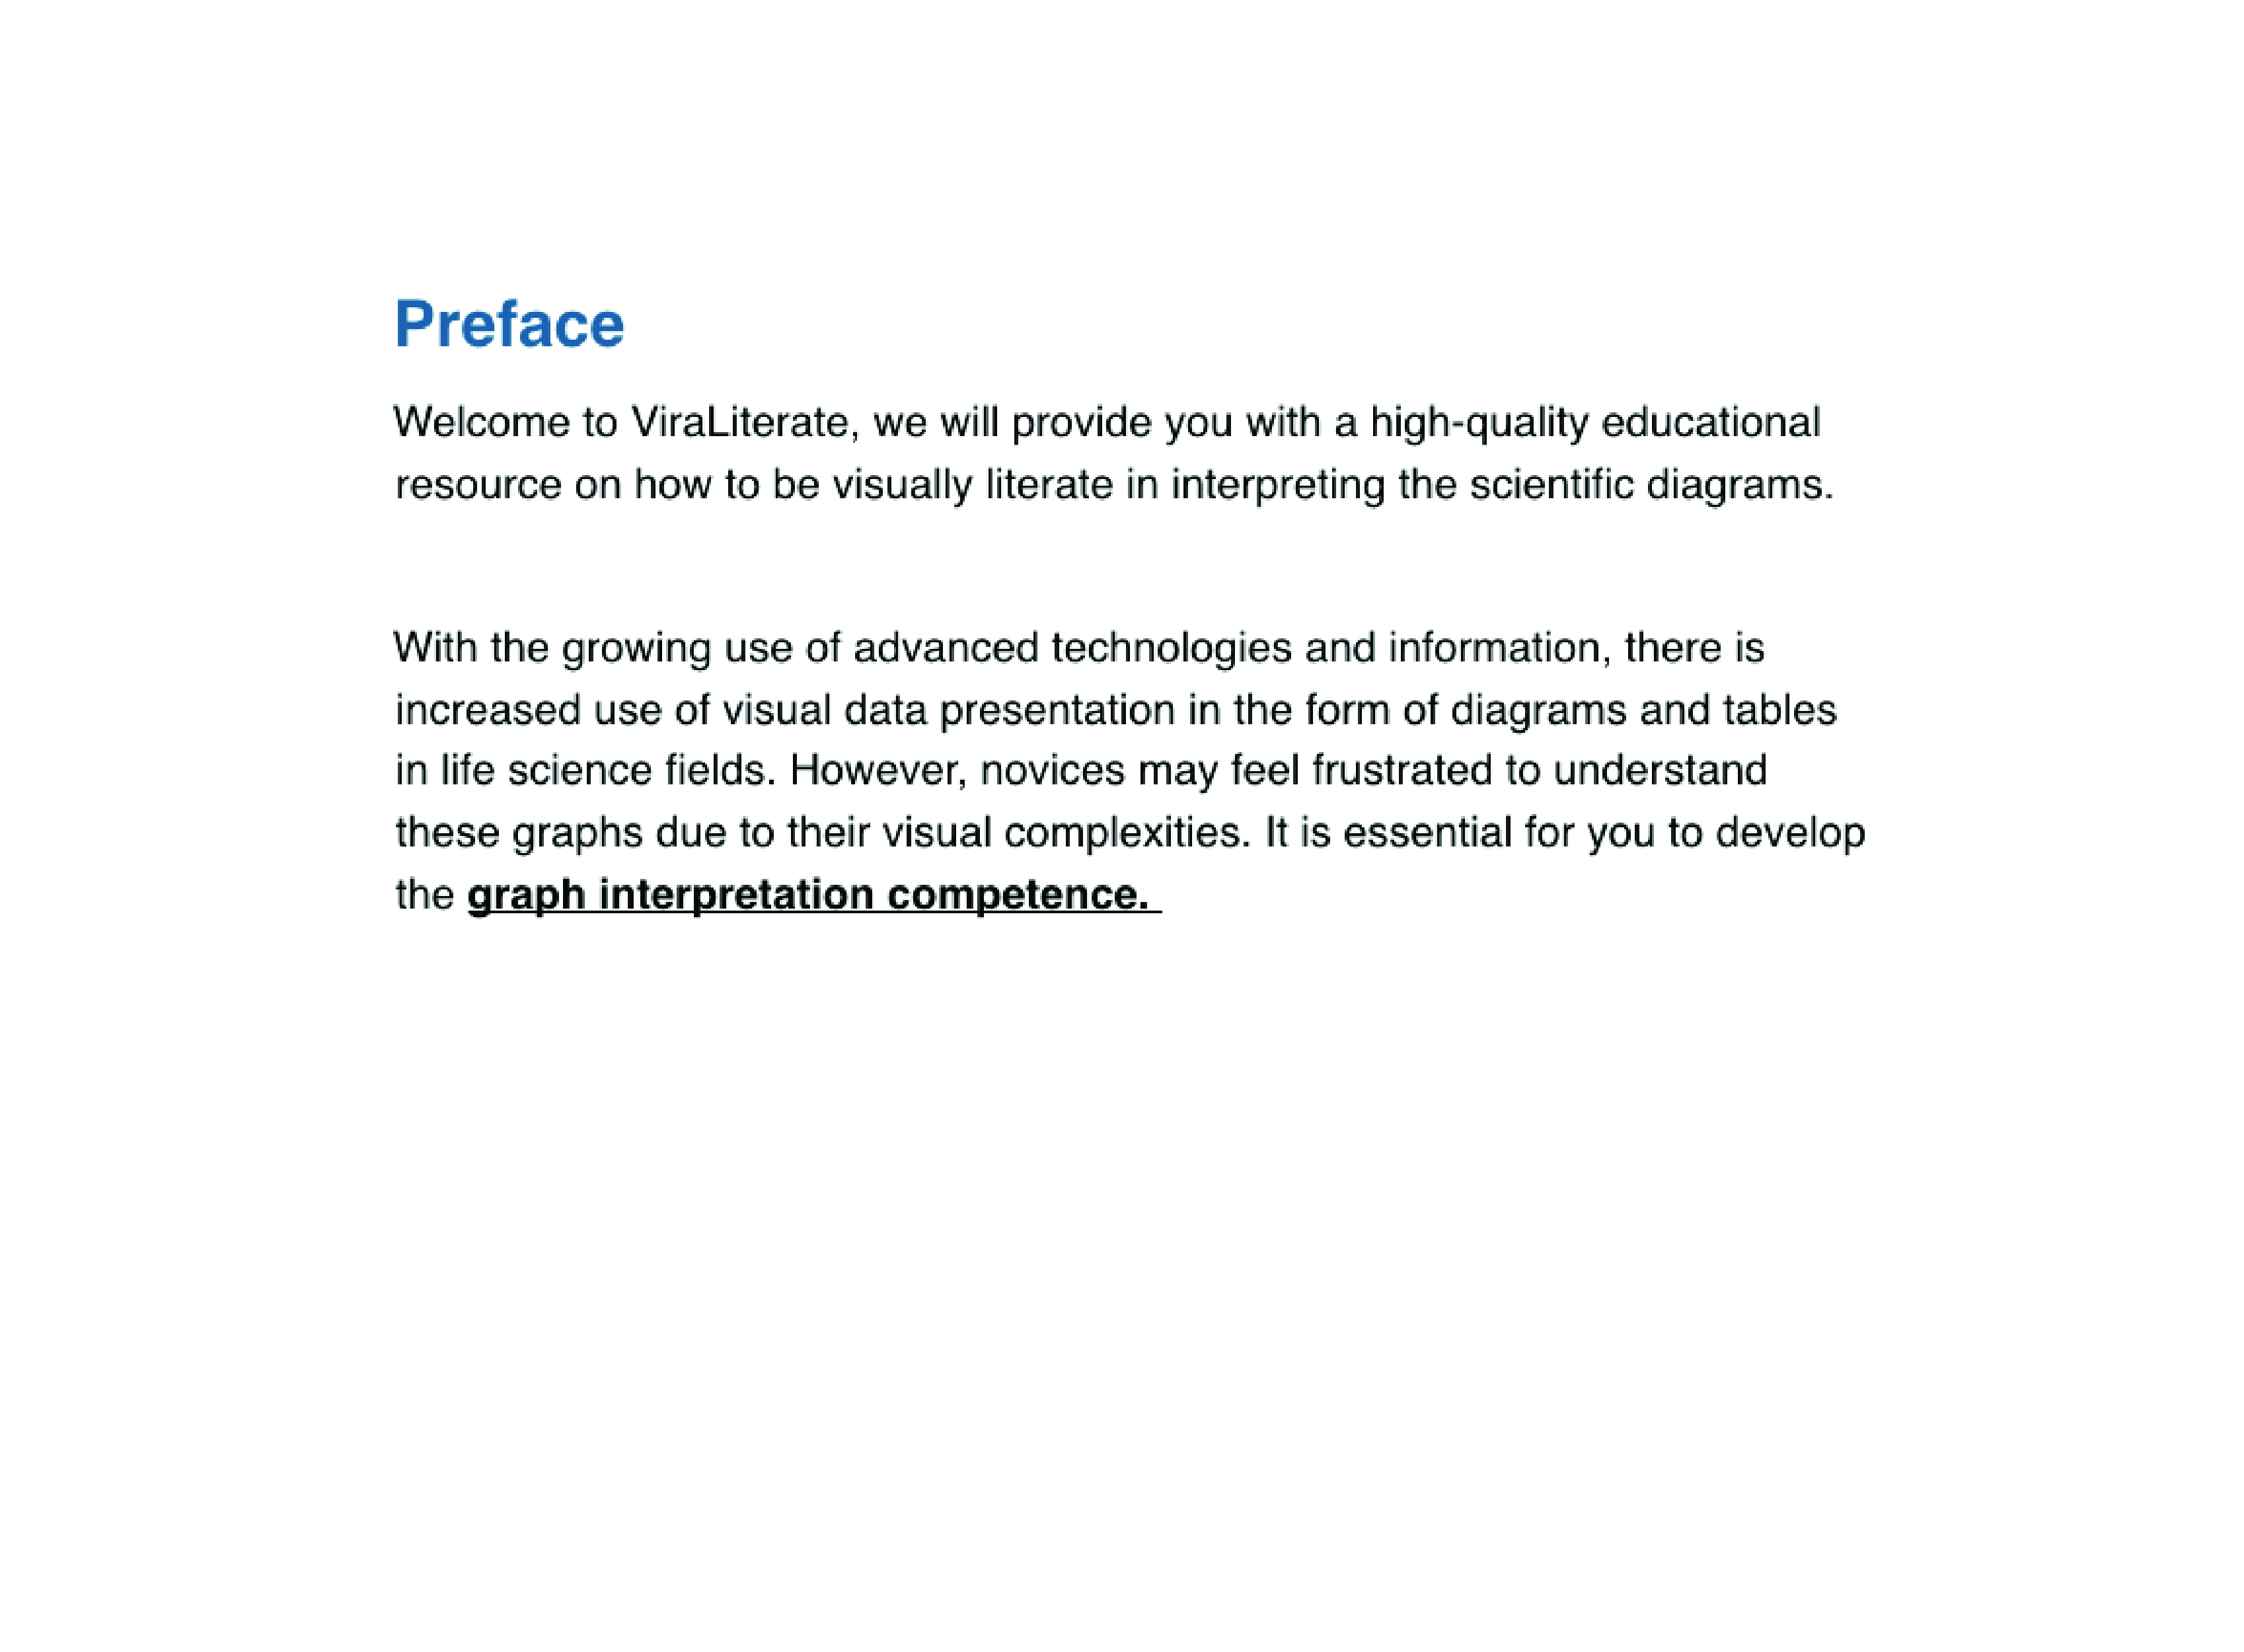 Preface
Welcome to ViraLiterate, we will provide you with a high-quality educational
resource on how to be visually literate in interpreting the scientific diagrams.
With the growing use of advanced technologies and information, there is
increased use of visual data presentation in the form of diagrams and tables
in life science fields. However, novices may feel frustrated to understand
these graphs due to their visual complexities. It is essential for you to develop
the graph interpretation competence.